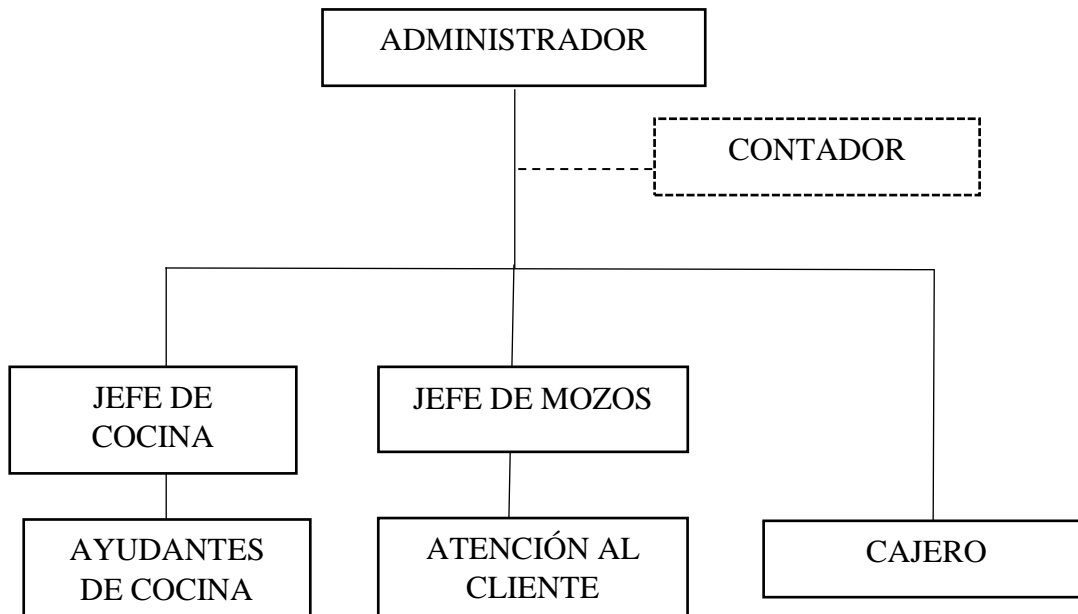 ADMINISTRADOR
CONTADOR
JEFE DE
COCINA
JEFE DE MOZOS
AYUDANTES
DE COCINA
ATENCIÓN AL
CLIENTE
CAJERO